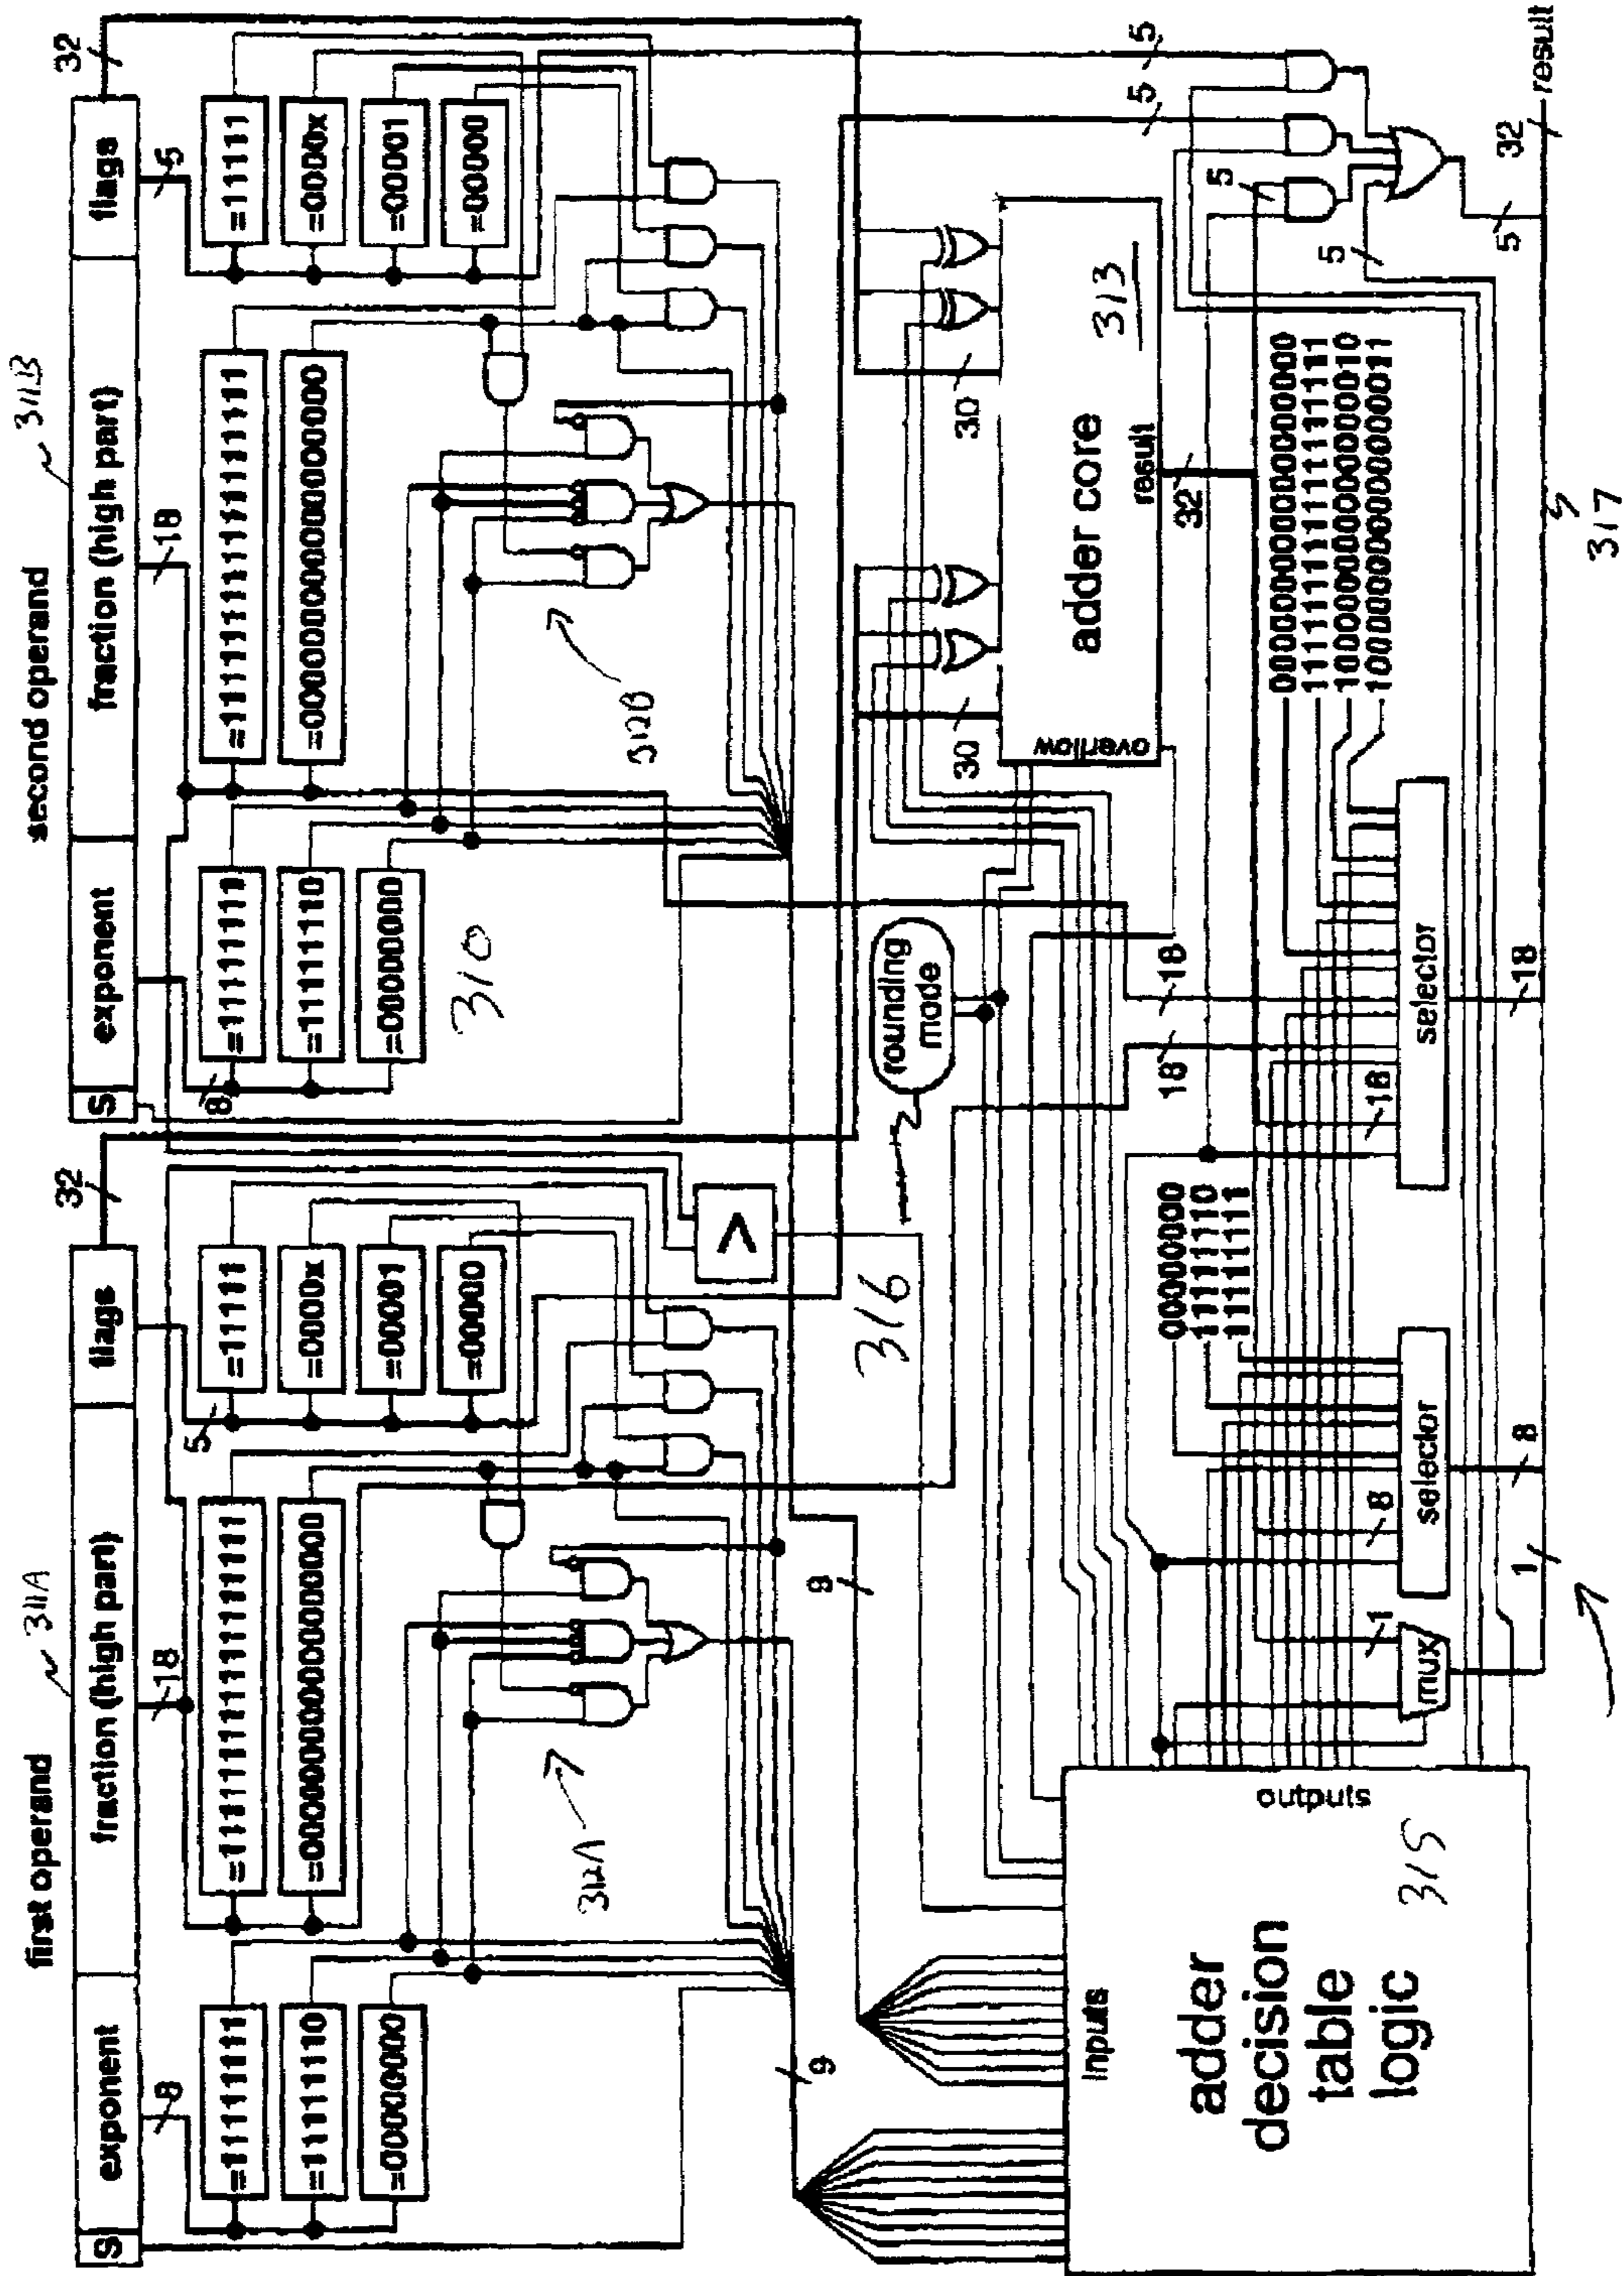 first operand
311A
S
exponent
fraction (high part)
flags
32
8
18
5
=11111111
=11111110
=00000000
=111111111111111111
=000000000000000000
=11111
=0000x
=00001
=00000
312A
second operand
311B
S
exponent
fraction (high part)
flags
32
8
18
5
=11111111
=11111110
=00000000
=111111111111111111
=000000000000000000
=11111
=0000x
=00001
=00000
310
312B
>
9
9
316
rounding
mode
30
30
overflow
adder core
313
result
32
Inputs
adder
decision
table
logic
315
outputs
00000000
11111110
11111111
000000000000000000
111111111111111111
100000000000000010
100000000000000011
18
18
18
1
8
5
5
5
5
mux
selector
selector
1
8
18
5
32
result
317